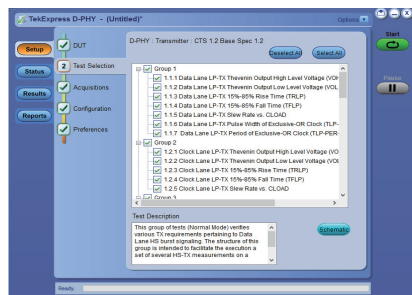 TekExpress D-PHY - (Untitled)*
Options
Setup
Status
Results
Reports
DUT
2 Test Selection
Acquisitions
Configuration
Preferences
D-PHY : Transmitter : CTS 1.2 Base Spec 1.2
Deselect All
Select All
Group 1
1.1.1 Data Lane LP-TX Thevenin Output High Level Voltage (VOH
1.1.2 Data Lane LP-TX Thevenin Output Low Level Voltage (VOL
1.1.3 Data Lane LP-TX 15%-85% Rise Time (TRLP)
1.1.4 Data Lane LP-TX 15%-85% Fall Time (TFLP)
1.1.5 Data Lane LP-TX Slew Rate vs. CLOAD
1.1.6 Data Lane LP-TX Pulse Width of Exclusive-OR Clock (TLP-
1.1.7 Data Lane LP-TX Period of Exclusive-OR Clock (TLP-PER-
Group 2
1.2.1 Clock Lane LP-TX Thevenin Output High Level Voltage (VO
1.2.2 Clock Lane LP-TX Thevenin Output Low Level Voltage (VO
1.2.3 Clock Lane LP-TX 15%-85% Rise Time (TRLP)
1.2.4 Clock Lane LP-TX 15%-85% Fall Time (TFLP)
1.2.5 Clock Lane LP-TX Slew Rate vs. CLOAD
Group 3
Test Description
This group of tests (Normal Mode) verifies
various TX requirements pertaining to Data
Lane HS burst signaling. The structure of this
group is intended to facilitate the execution a
set of several HS-TX measurements on a
Schematic
Start
Pause
Ready.